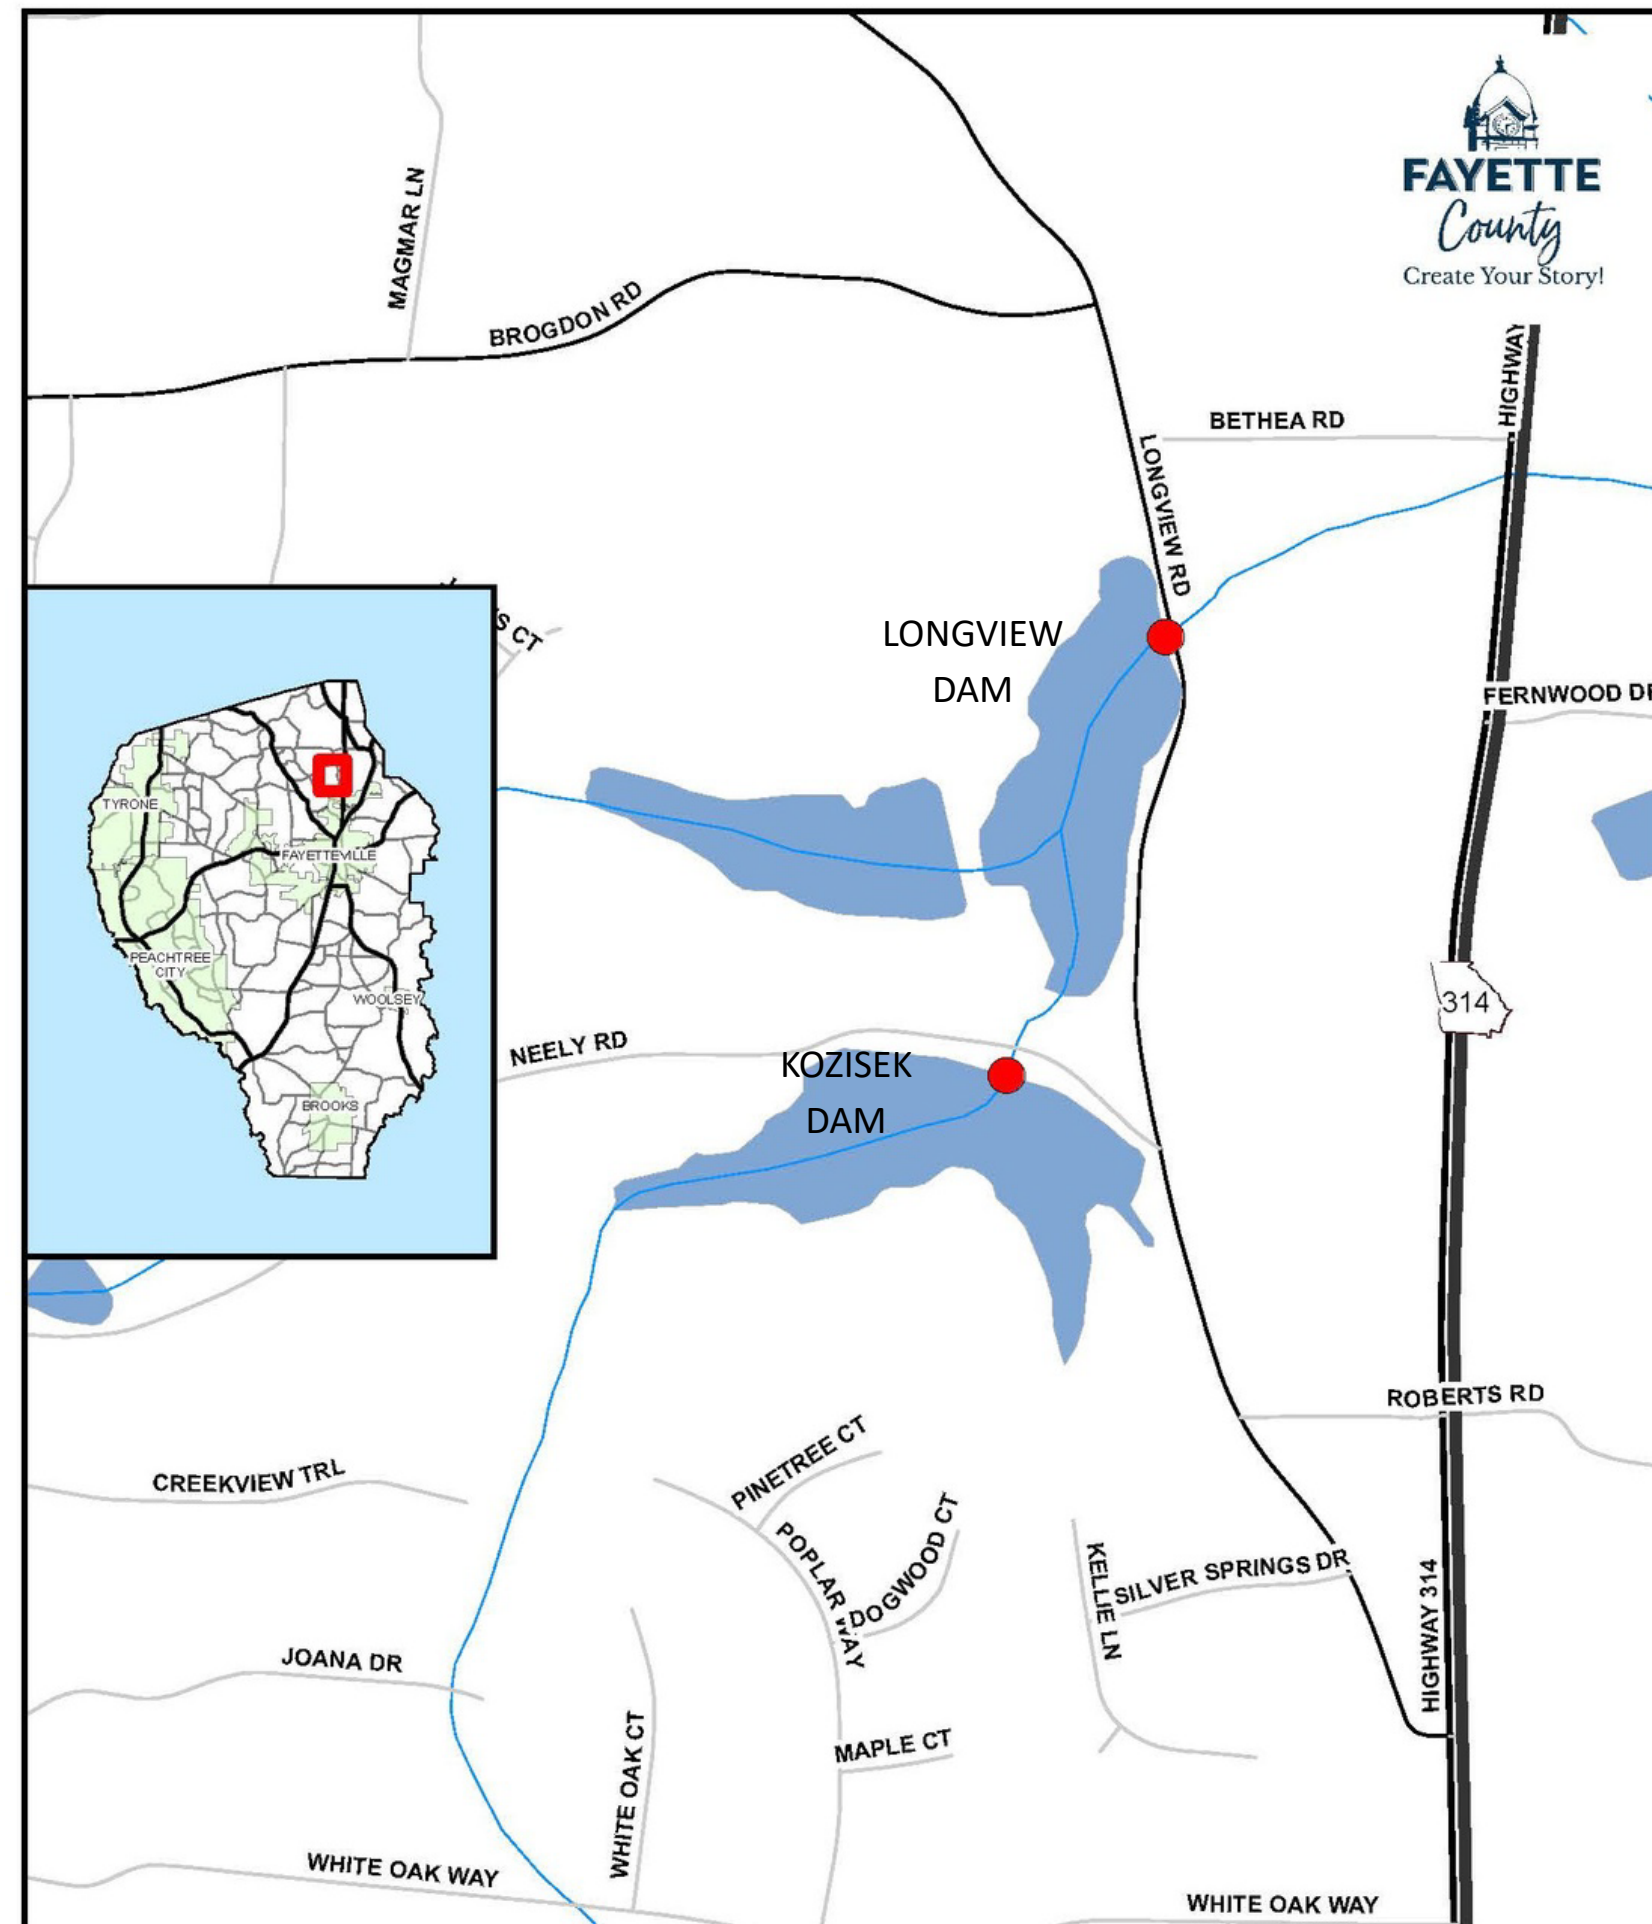 FAYETTE
County
Create Your Story!
MAGMAR LN
BROGDON RD
HIGHWAY
BETHEA RD
LONGVIEW RD
S CT
LONGVIEW
DAM
FERNWOOD
TYRONE
FAYETTEVILLE
PEACHTREE
CITY
WOOLSEY
BROOKS
314
NEELY RD
KOZISEK
DAM
ROBERTS RD
CREEKVIEW TRL
PINETREE CT
POPLAR WAY
DOGWOOD CT
KELLIE LN
SILVER SPRINGS DR
HIGHWAY 314
JOANA DR
WHITE OAK CT
MAPLE CT
WHITE OAK WAY
WHITE OAK WAY